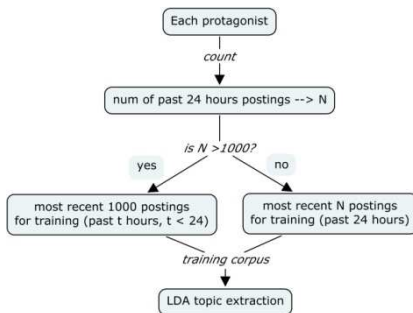 Each protagonist
count
num of past 24 hours postings --> N
is N >1000?
yes
no
most recent 1000 postings
for training (past t hours, t < 24)
most recent N postings
for training (past 24 hours)
training corpus
LDA topic extraction